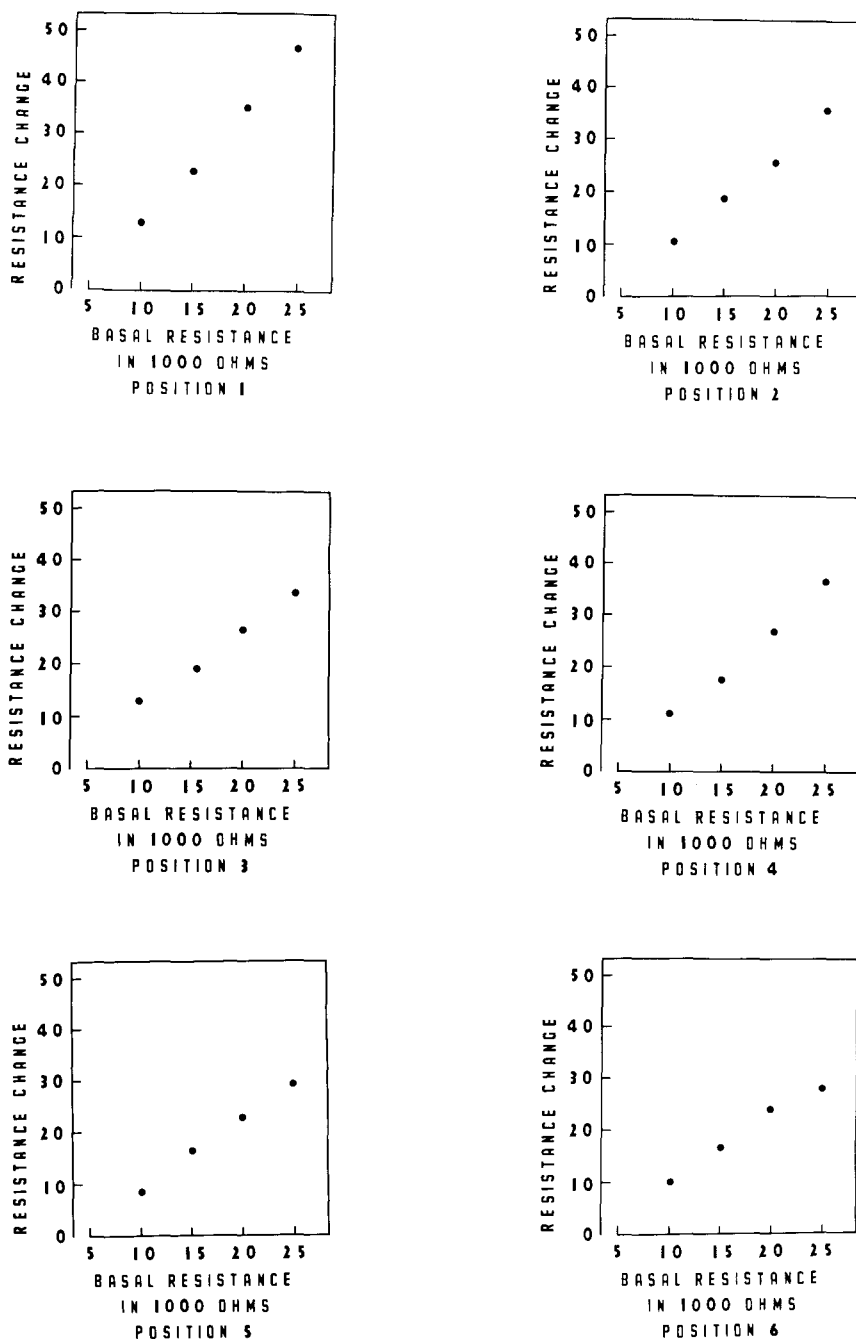 RESISTANCE CHANGE
50
40
30
20
10
0
5 10 15 20 25
BASAL RESISTANCE
IN 1000 OHMS
POSITION 1
RESISTANCE CHANGE
50
40
30
20
10
0
5 10 15 20 25
BASAL RESISTANCE
IN 1000 OHMS
POSITION 2
RESISTANCE CHANGE
50
40
30
20
10
0
5 10 15 20 25
BASAL RESISTANCE
IN 1000 OHMS
POSITION 3
RESISTANCE CHANGE
50
40
30
20
10
0
5 10 15 20 25
BASAL RESISTANCE
IN 1000 OHMS
POSITION 4
RESISTANCE CHANGE
50
40
30
20
10
0
5 10 15 20 25
BASAL RESISTANCE
IN 1000 OHMS
POSITION 5
RESISTANCE CHANGE
50
40
30
20
10
0
5 10 15 20 25
BASAL RESISTANCE
IN 1000 OHMS
POSITION 6